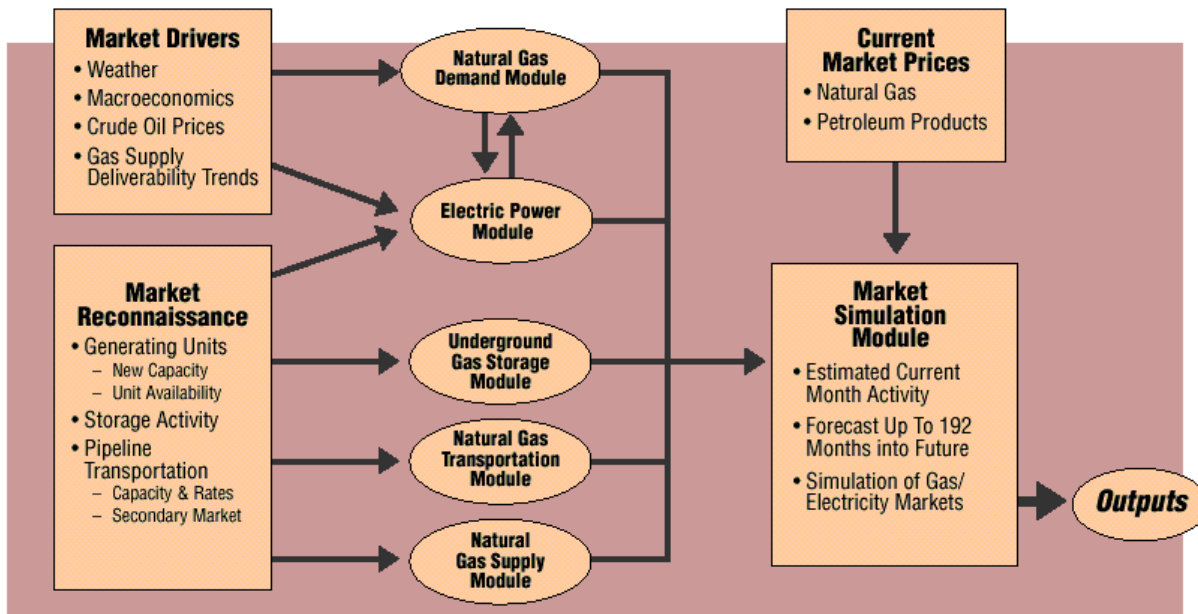 Market Drivers
• Weather
• Macroeconomics
• Crude Oil Prices
• Gas Supply
Deliverability Trends
Market
Reconnaissance
• Generating Units
– New Capacity
– Unit Availability
• Storage Activity
• Pipeline
Transportation
– Capacity & Rates
– Secondary Market
Natural Gas
Demand Module
Electric Power
Module
Underground
Gas Storage
Module
Natural Gas
Transportation
Module
Natural
Gas Supply
Module
Current
Market Prices
• Natural Gas
• Petroleum Products
Market
Simulation
Module
• Estimated Current
Month Activity
• Forecast Up To 192
Months into Future
• Simulation of Gas/
Electricity Markets
Outputs